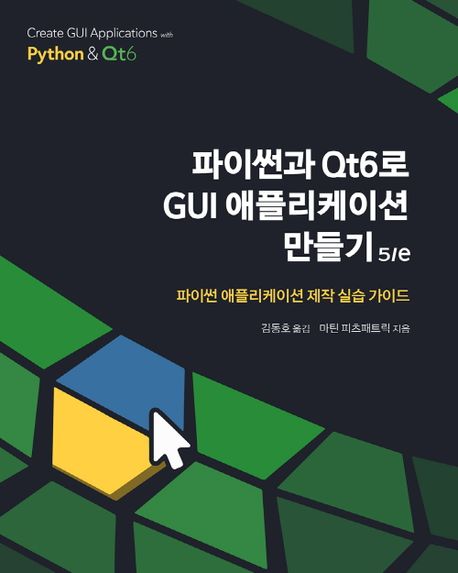 Create GUI Applications with
Python & Qt6
파이썬과 Qt6로
GUI 애플리케이션
만들기 5/e
파이썬 애플리케이션 제작 실습 가이드
김동호 옮김 마틴 피츠패트릭 지음